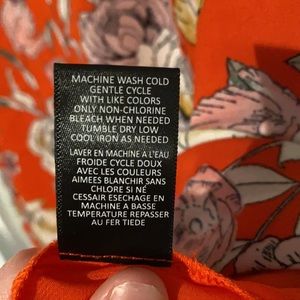 MACHINE WASH COLD
GENTLE CYCLE
WITH LIKE COLORS
ONLY NON-CHLORINE
BLEACH WHEN NEEDED
TUMBLE DRY LOW
COOL IRON AS NEEDED
LAVER EN MACHINE A L'EAU
FROIDE CYCLE DOUX
AVEC LES COULEURS
AIMEES BLANCHIR SANS
CHLORE SI NÉ
CESSAIR ESECHAGE EN
MACHINE A BASSE
TEMPERATURE REPASSER
AU FER TIEDE